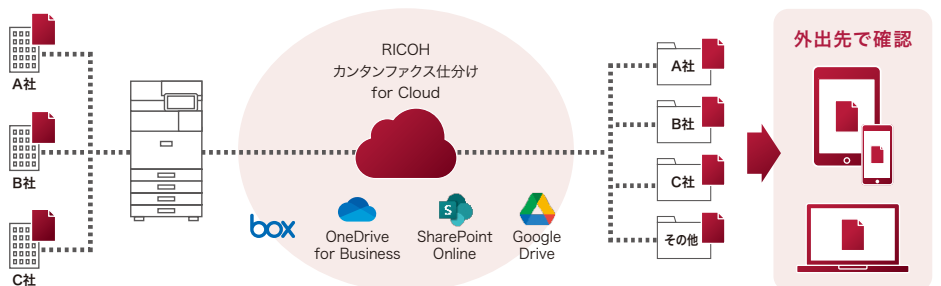 A社
B社
C社
RICOH
カンタンファクス仕分け
for Cloud
box
OneDrive
for Business
SharePoint
Online
Google
Drive
S
A社
B社
C社
その他
外出先で確認